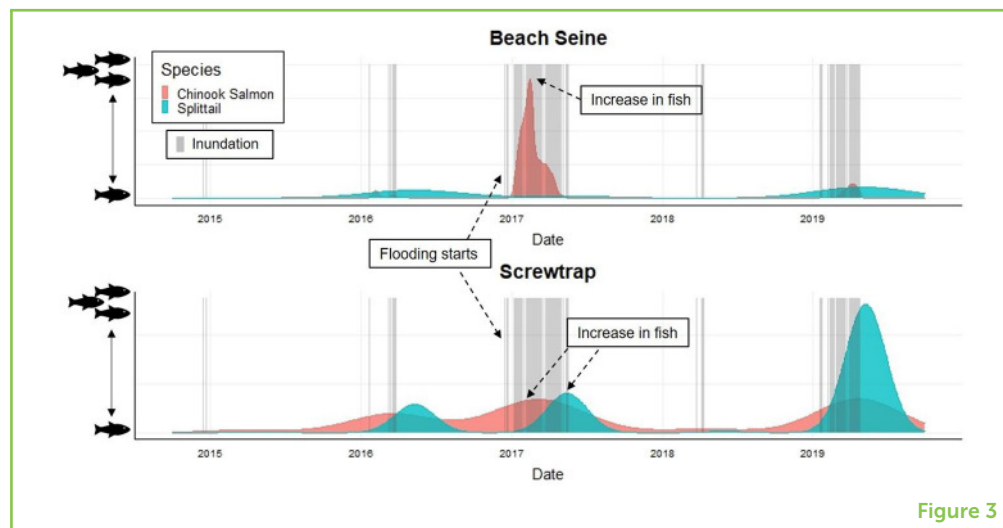 Beach Seine
Species
Chinook Salmon
Splittail
Inundation
Increase in fish
2015 2016 2017 2018 2019
Date
Flooding starts
Screwtrap
Increase in fish
2015 2016 2017 2018 2019
Date
Figure 3